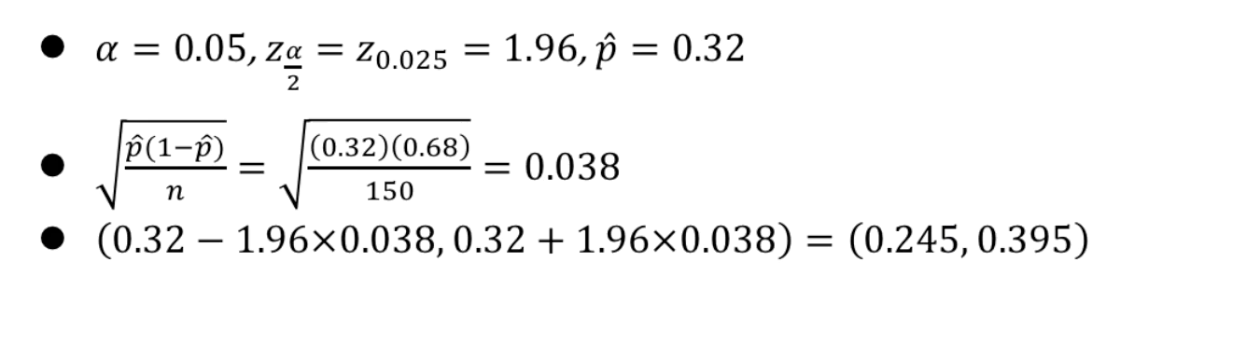 ● α = 0.05, z_{α/2} = z_{0.025} = 1.96, p̂ = 0.32
● √(p̂(1−p̂)/n) = √((0.32)(0.68)/150) = 0.038
● (0.32 − 1.96×0.038, 0.32 + 1.96×0.038) = (0.245, 0.395)